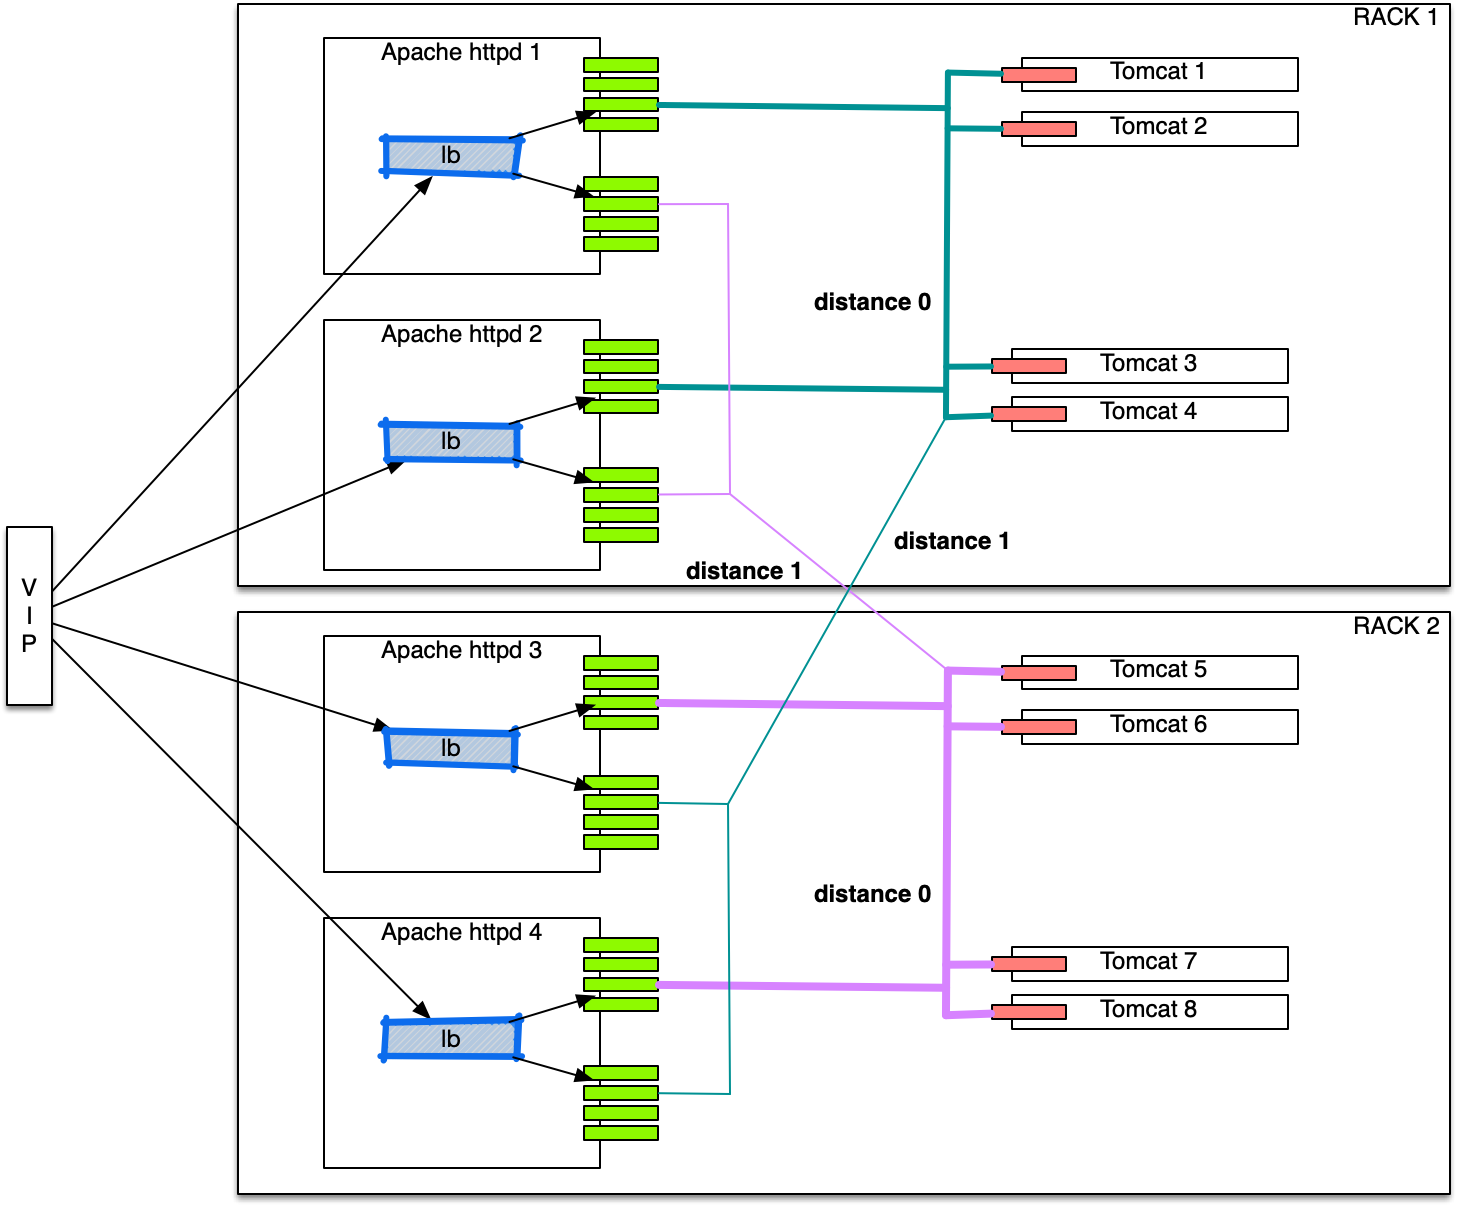 RACK 1
Apache httpd 1
lb
Tomcat 1
Tomcat 2
distance 0
Apache httpd 2
lb
Tomcat 3
Tomcat 4
distance 1
distance 1
V
I
P
RACK 2
Apache httpd 3
lb
Tomcat 5
Tomcat 6
distance 0
Apache httpd 4
lb
Tomcat 7
Tomcat 8